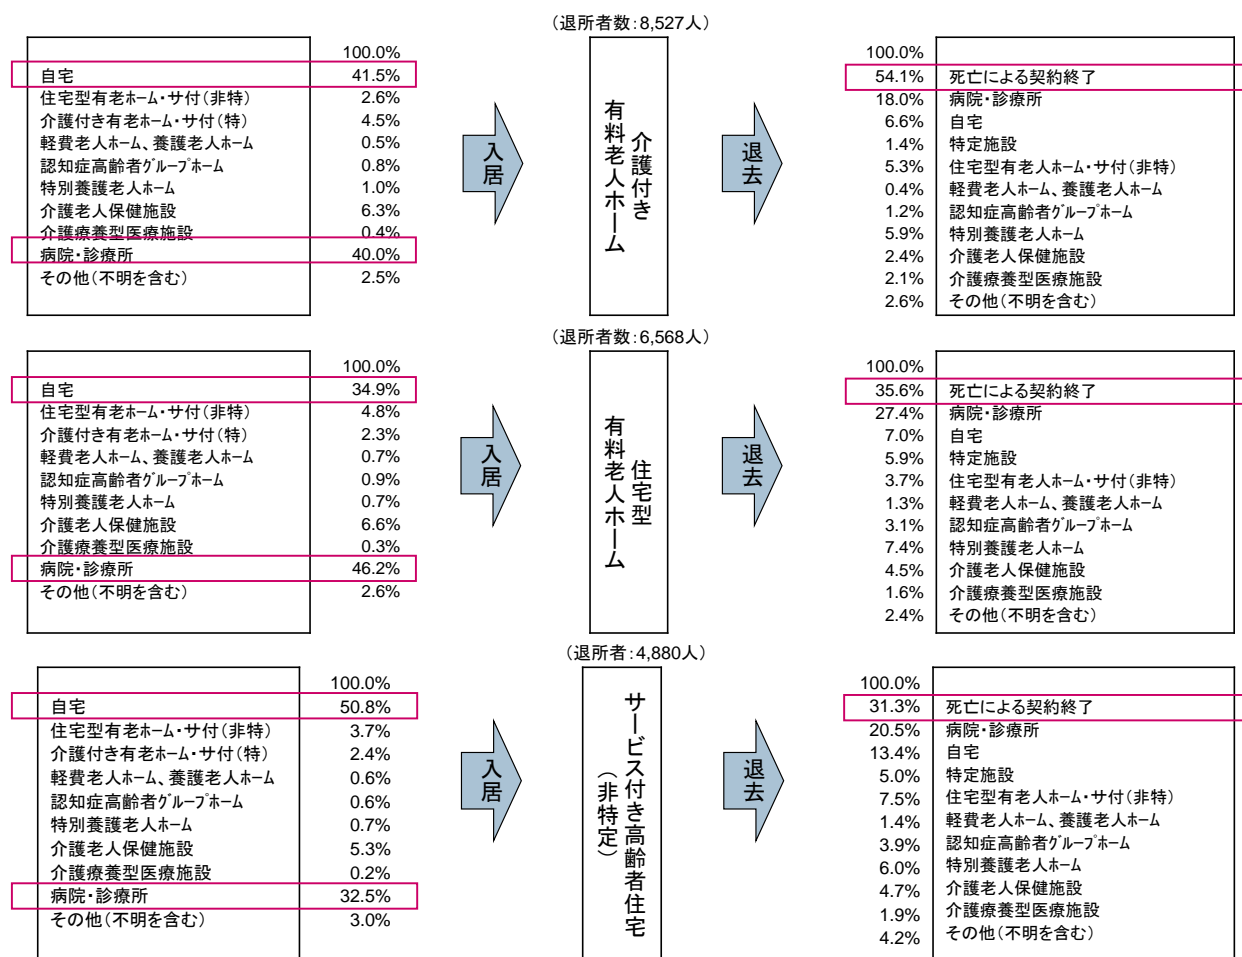 （退所者数：8,527人）
100.0%
自宅 41.5%
住宅型有老ホーム・サ付（非特） 2.6%
介護付き有老ホーム・サ付（特） 4.5%
軽費老人ホーム、養護老人ホーム 0.5%
認知症高齢者グループホーム 0.8%
特別養護老人ホーム 1.0%
介護老人保健施設 6.3%
介護療養型医療施設 0.4%
病院・診療所 40.0%
その他（不明を含む） 2.5%
入居
介護付き
有料老人ホーム
退去
100.0%
54.1% 死亡による契約終了
18.0% 病院・診療所
6.6% 自宅
1.4% 特定施設
5.3% 住宅型有老人ホーム・サ付（非特）
0.4% 軽費老人ホーム、養護老人ホーム
1.2% 認知症高齢者グループホーム
5.9% 特別養護老人ホーム
2.4% 介護老人保健施設
2.1% 介護療養型医療施設
2.6% その他（不明を含む）
（退所者数：6,568人）
100.0%
自宅 34.9%
住宅型有老ホーム・サ付（非特） 4.8%
介護付き有老ホーム・サ付（特） 2.3%
軽費老人ホーム、養護老人ホーム 0.7%
認知症高齢者グループホーム 0.9%
特別養護老人ホーム 0.7%
介護老人保健施設 6.6%
介護療養型医療施設 0.3%
病院・診療所 46.2%
その他（不明を含む） 2.6%
入居
住宅型
有料老人ホーム
退去
100.0%
35.6% 死亡による契約終了
27.4% 病院・診療所
7.0% 自宅
5.9% 特定施設
3.7% 住宅型有老人ホーム・サ付（非特）
1.3% 軽費老人ホーム、養護老人ホーム
3.1% 認知症高齢者グループホーム
7.4% 特別養護老人ホーム
4.5% 介護老人保健施設
1.6% 介護療養型医療施設
2.4% その他（不明を含む）
（退所者：4,880人）
100.0%
自宅 50.8%
住宅型有老ホーム・サ付（非特） 3.7%
介護付き有老ホーム・サ付（特） 2.4%
軽費老人ホーム、養護老人ホーム 0.6%
認知症高齢者グループホーム 0.6%
特別養護老人ホーム 0.7%
介護老人保健施設 5.3%
介護療養型医療施設 0.2%
病院・診療所 32.5%
その他（不明を含む） 3.0%
入居
サービス付き高齢者住宅
（非特定）
退去
100.0%
31.3% 死亡による契約終了
20.5% 病院・診療所
13.4% 自宅
5.0% 特定施設
7.5% 住宅型有老人ホーム・サ付（非特）
1.4% 軽費老人ホーム、養護老人ホーム
3.9% 認知症高齢者グループホーム
6.0% 特別養護老人ホーム
4.7% 介護老人保健施設
1.9% 介護療養型医療施設
4.2% その他（不明を含む）